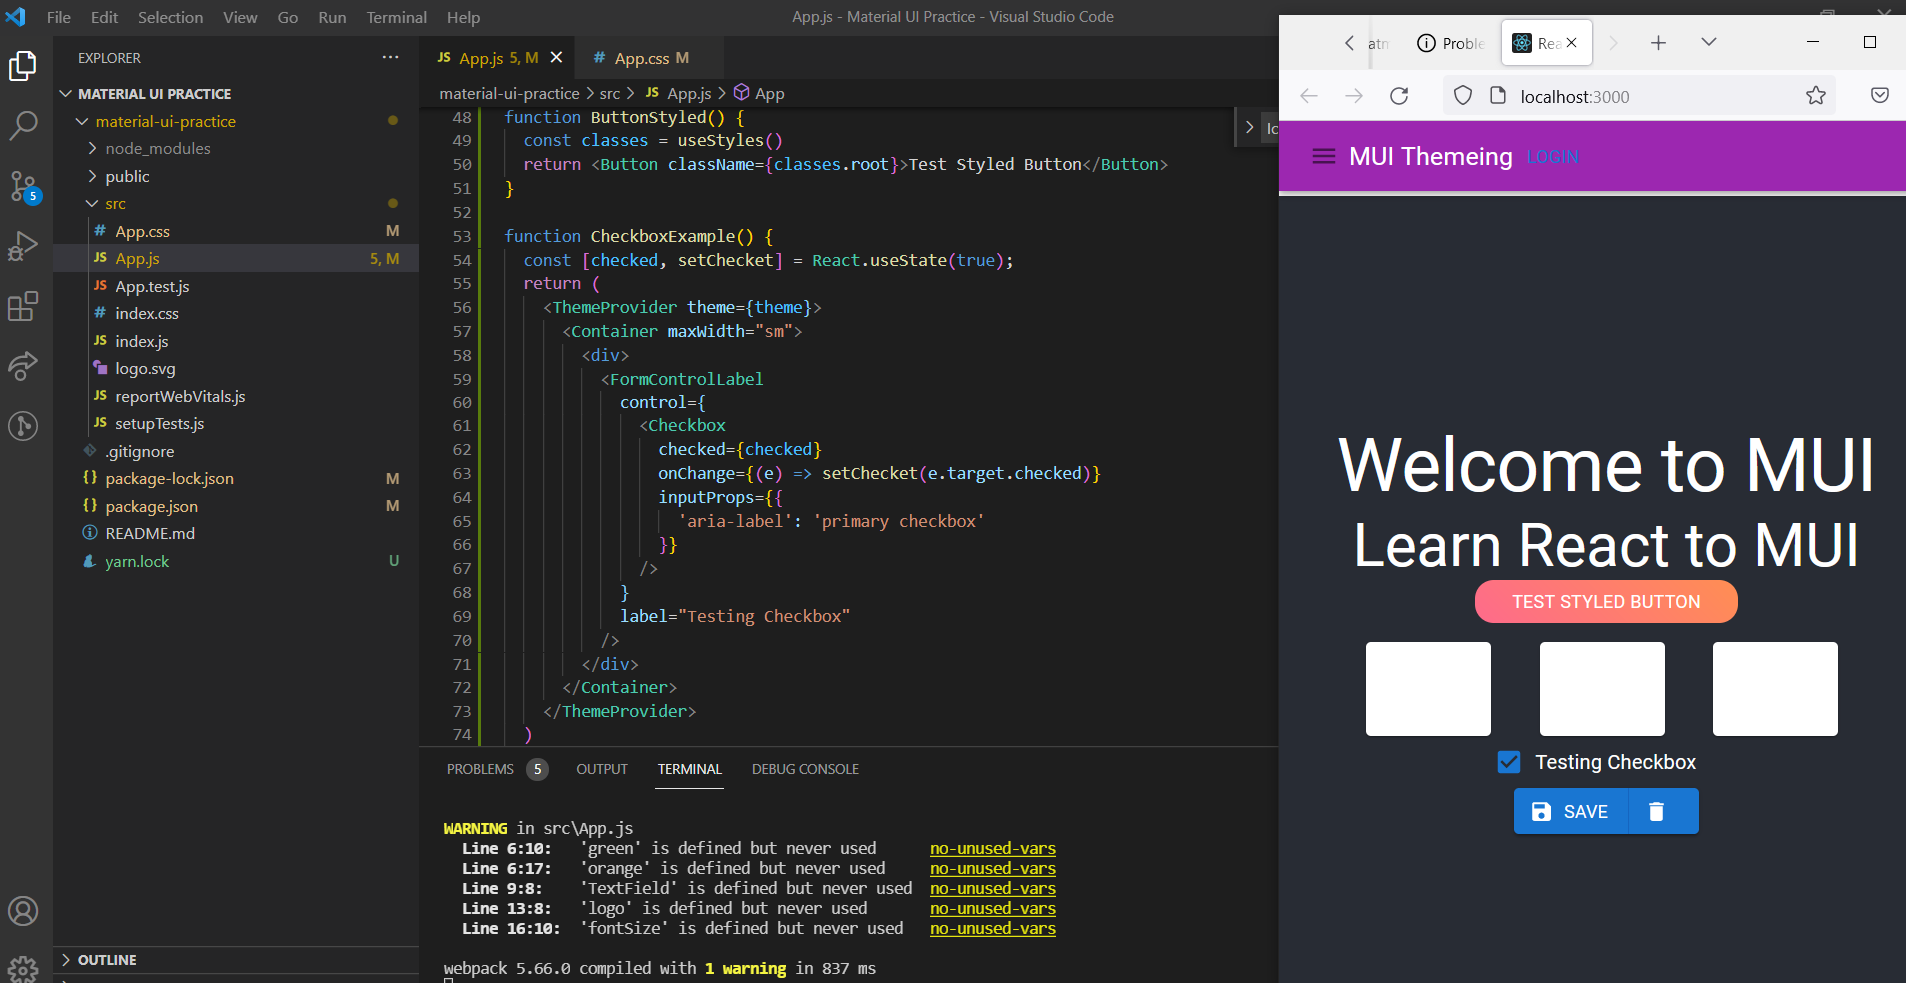 File Edit Selection View Go Run Terminal Help
App.js - Material UI Practice - Visual Studio Code
EXPLORER
MATERIAL UI PRACTICE
material-ui-practice
node_modules
public
src
# App.css M
JS App.js 5, M
JS App.test.js
# index.css
JS index.js
logo.svg
JS reportWebVitals.js
JS setupTests.js
.gitignore
{} package-lock.json M
{} package.json M
README.md
yarn.lock U
OUTLINE
5
JS App.js 5, M
# App.css M
material-ui-practice > src > JS App.js > App
48 function ButtonStyled() {
49 const classes = useStyles()
50 return <Button className={classes.root}>Test Styled Button</Button>
51 }
52
53 function CheckboxExample() {
54 const [checked, setChecket] = React.useState(true);
55 return (
56 <ThemeProvider theme={theme}>
57 <Container maxWidth="sm">
58 <div>
59 <FormControlLabel
60 control={
61 <Checkbox
62 checked={checked}
63 onChange={(e) => setChecket(e.target.checked)}
64 inputProps={{
65 'aria-label': 'primary checkbox'
66 }}
67 />
68 }
69 label="Testing Checkbox"
70 />
71 </div>
72 </Container>
73 </ThemeProvider>
74 )
PROBLEMS 5 OUTPUT TERMINAL DEBUG CONSOLE
WARNING in src\App.js
Line 6:10: 'green' is defined but never used no-unused-vars
Line 6:17: 'orange' is defined but never used no-unused-vars
Line 9:8: 'TextField' is defined but never used no-unused-vars
Line 13:8: 'logo' is defined but never used no-unused-vars
Line 16:10: 'fontSize' is defined but never used no-unused-vars
webpack 5.66.0 compiled with 1 warning in 837 ms
Proble
Rea
localhost:3000
MUI Themeing LOGIN
Welcome to MUI
Learn React to MUI
TEST STYLED BUTTON
Testing Checkbox
SAVE